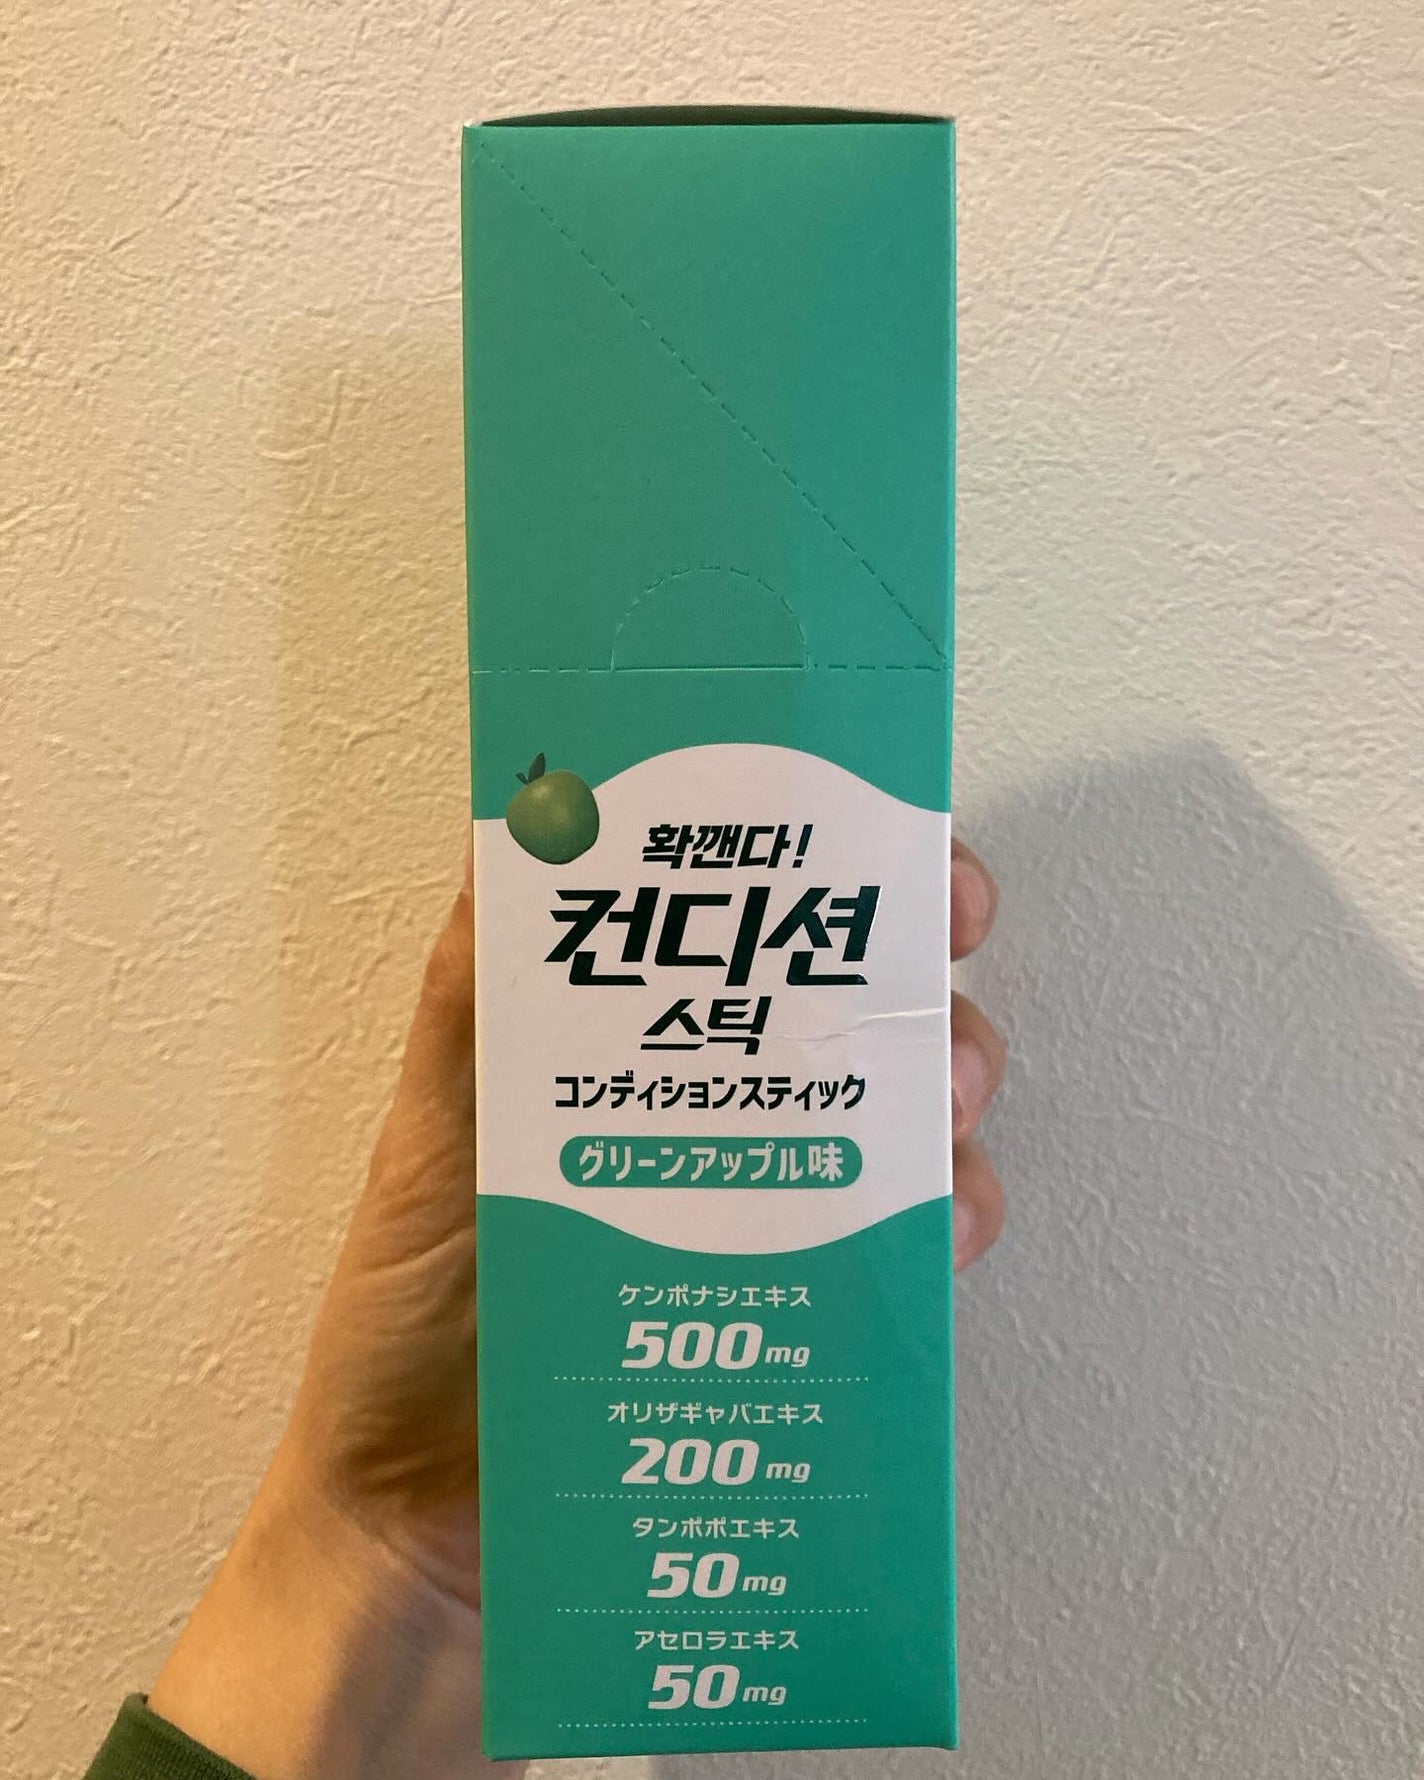 확깬다!
컨디션
스틱
コンディションスティック
グリーンアップル味
ケンポナシエキス
500mg
オリザギャバエキス
200mg
タンポポエキス
50mg
アセロラエキス
50mg